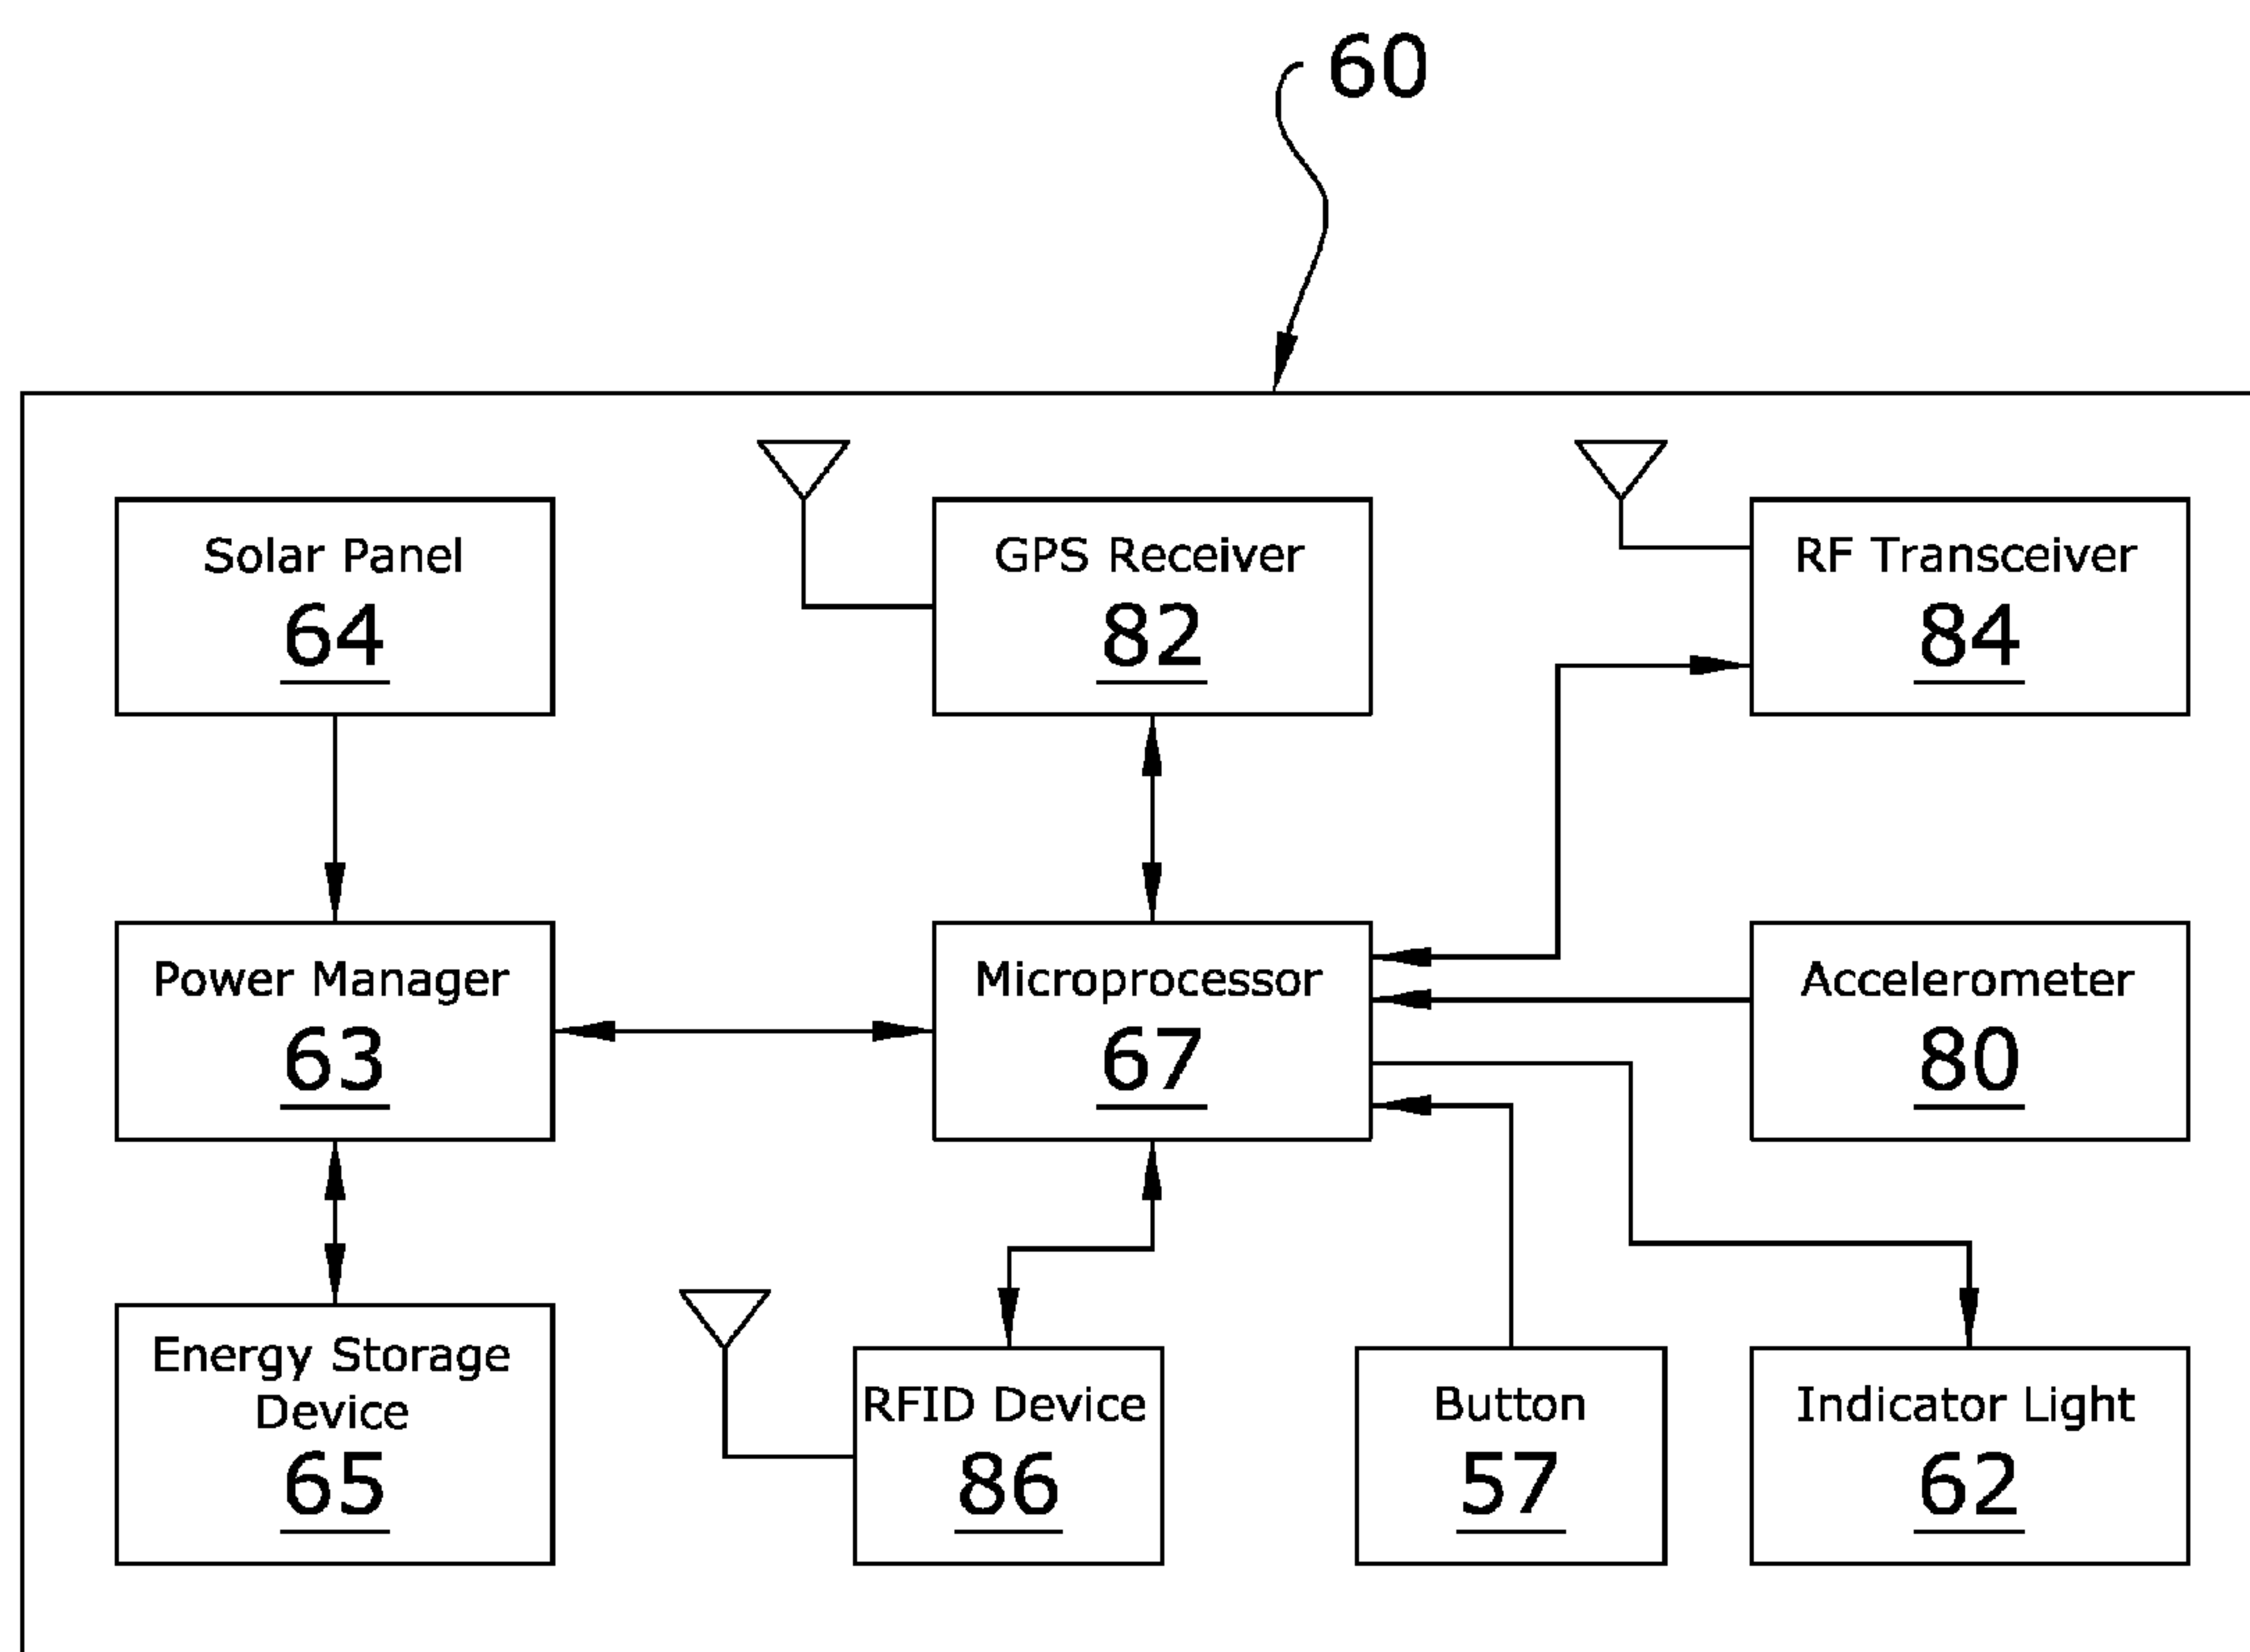 60
Solar Panel
64
GPS Receiver
82
RF Transceiver
84
Power Manager
63
Microprocessor
67
Accelerometer
80
Energy Storage
Device
65
RFID Device
86
Button
57
Indicator Light
62